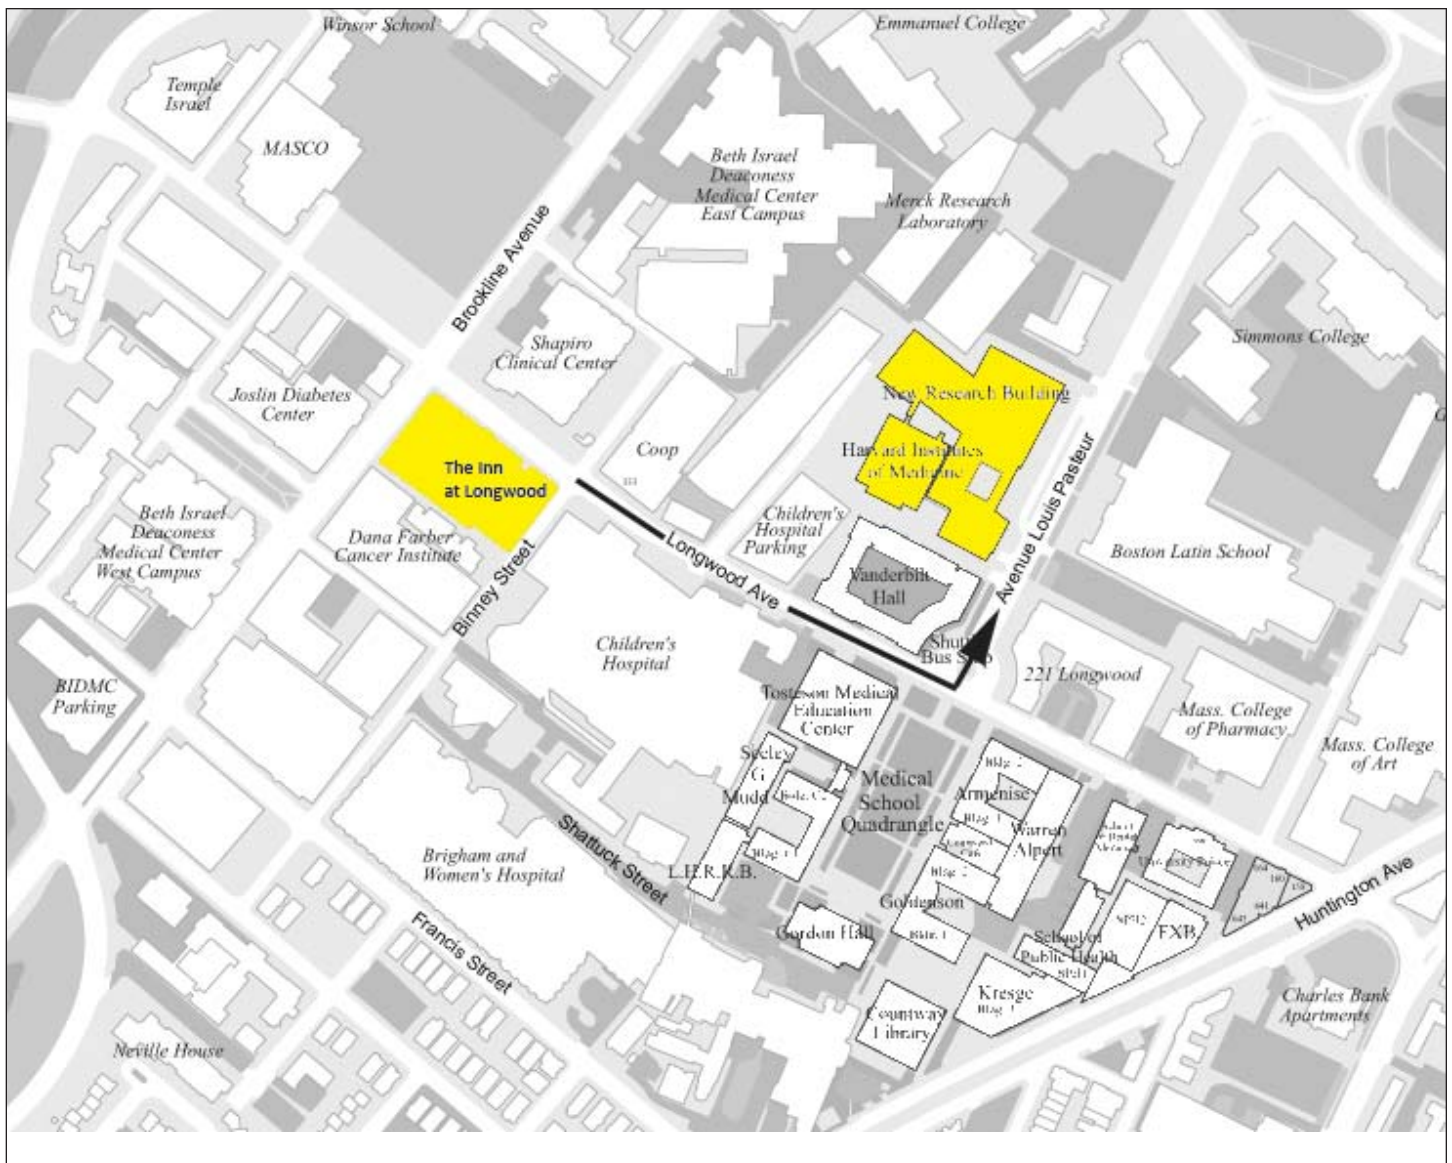 Winsor School
Emmanuel College
Temple
Israel
MASCO
Beth Israel
Deaconess
Medical Center
East Campus
Merck Research
Laboratory
Brookline Avenue
Simmons College
Shapiro
Clinical Center
Joslin Diabetes
Center
New Research Building
Harvard Institutes
of Medicine
Coop
333
The Inn
at Longwood
Avenue Louis Pasteur
Beth Israel
Deaconess
Medical Center
West Campus
Dana Farber
Cancer Institute
Binney Street
Longwood Ave
Children's
Hospital
Parking
Boston Latin School
Vanderbilt
Hall
Children's
Hospital
Shuttle
Bus Stop
221 Longwood
BIDMC
Parking
Tosteson Medical
Education
Center
Mass. College
of Pharmacy
Mass. College
of Art
Seeley
G
Mudd
Medical
School
Quadrangle
Armenise
Warren
Alpert
Shattuck Street
Brigham and
Women's Hospital
L.H.R.R.B.
Goldenson
Gordon Hall
Huntington Ave
Francis Street
School of
Public Health
FXB
Kresge
Countway
Library
Charles Bank
Apartments
Neville House